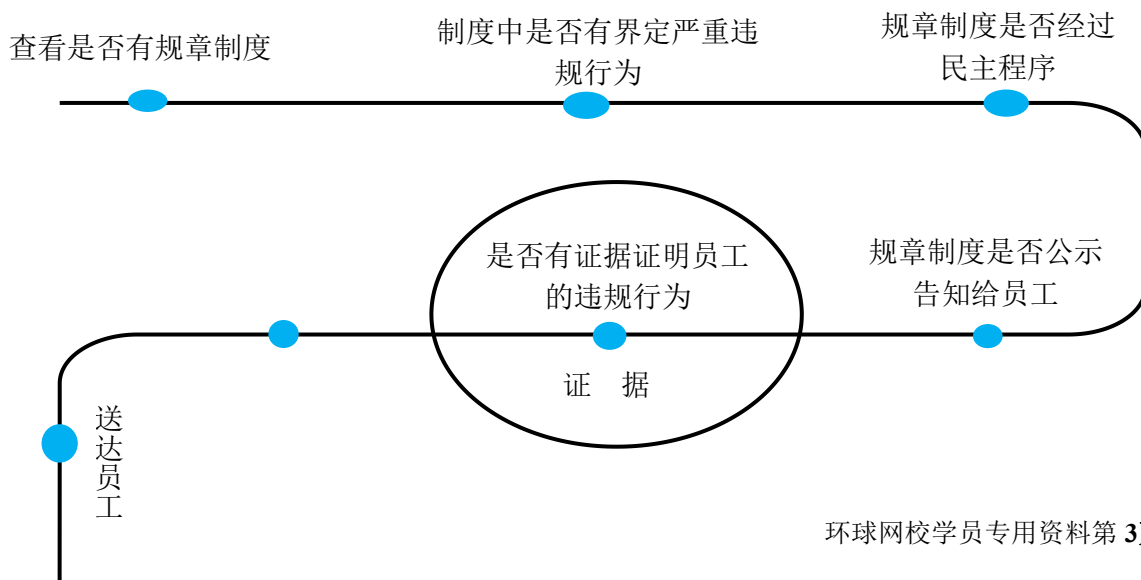 查看是否有规章制度
制度中是否有界定严重违
规行为
规章制度是否经过
民主程序
规章制度是否公示
告知给员工
是否有证据证明员工
的违规行为
证 据
送达员工
环球网校学员专用资料第 3